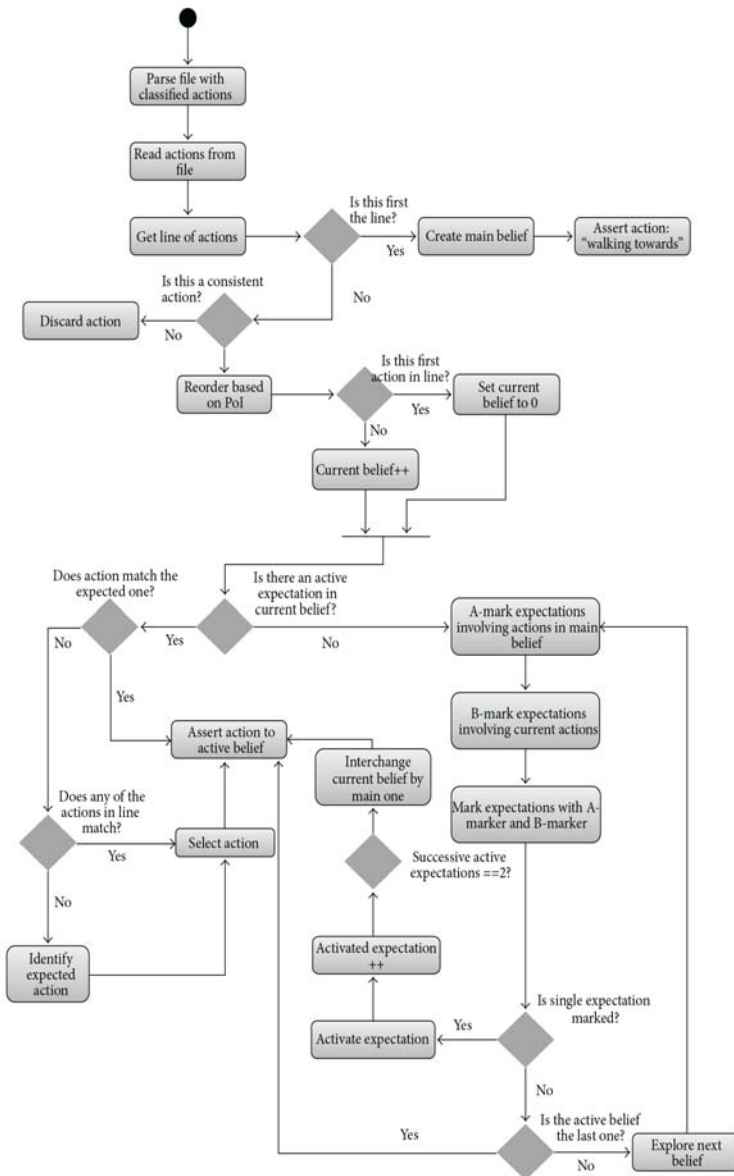 Parse file with
classified actions
Read actions from
file
Get line of actions
Is this first
the line?
Yes
Create main belief
Assert action:
“walking towards”
No
Is this a consistent
action?
No
Discard action
Reorder based
on PoI
Is this first
action in line?
Yes
Set current
belief to 0
No
Current belief++
Does action match the
expected one?
Is there an active
expectation in
current belief?
No
Yes
No
A-mark expectations
involving actions in main
belief
Yes
Assert action to
active belief
B-mark expectations
involving current actions
Interchange
current belief by
main one
Does any of the
actions in line
match?
Yes
Select action
Mark expectations with A-
marker and B-marker
Successive active
expectations ==2?
No
Identify
expected
action
Activated expectation
++
Is single expectation
marked?
Yes
Activate expectation
No
Yes
Is the active belief
the last one?
No
Explore next
belief